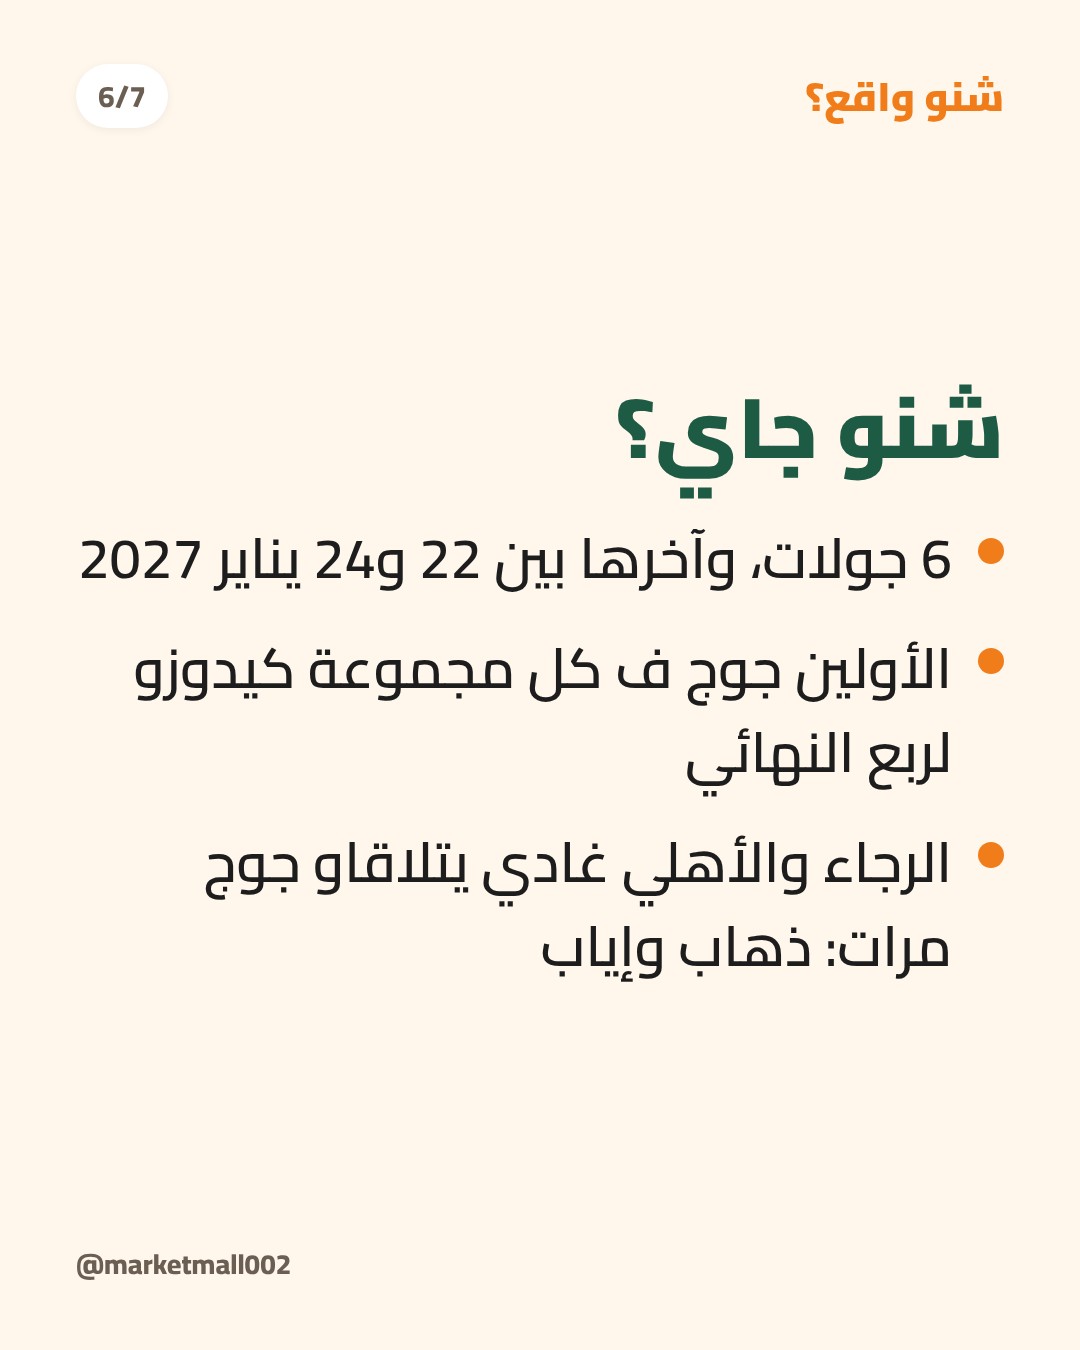 شنو واقع؟
6/7
شنو جاي؟
6 جولات، وآخرها بين 22 و24 يناير 2027
الأولين جوج ف كل مجموعة كيدوزو
لربع النهائي
الرجاء والأهلي غادي يتلاقاو جوج
مرات: ذهاب وإياب
@marketmall002